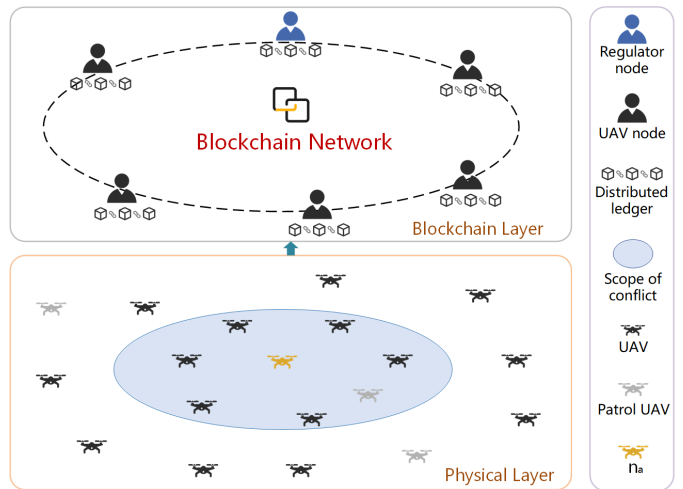 Blockchain Network
Blockchain Layer
Physical Layer
Regulator
node
UAV node
Distributed
ledger
Scope of
conflict
UAV
Patrol UAV
nₐ